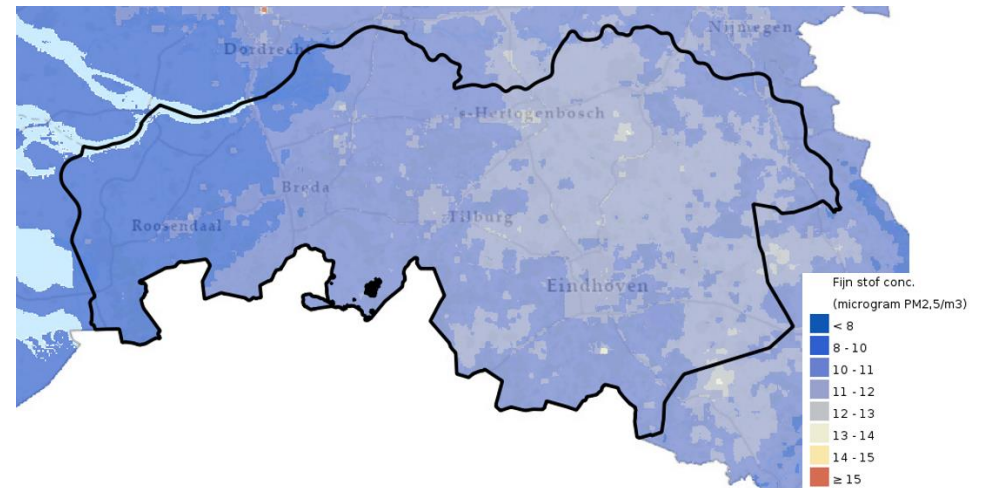 Nijmegen
Dordrecht
's-Hertogenbosch
Breda
Tilburg
Roosendaal
Eindhoven
Fijn stof conc.
(microgram PM2,5/m3)
< 8
8 - 10
10 - 11
11 - 12
12 - 13
13 - 14
14 - 15
≥ 15